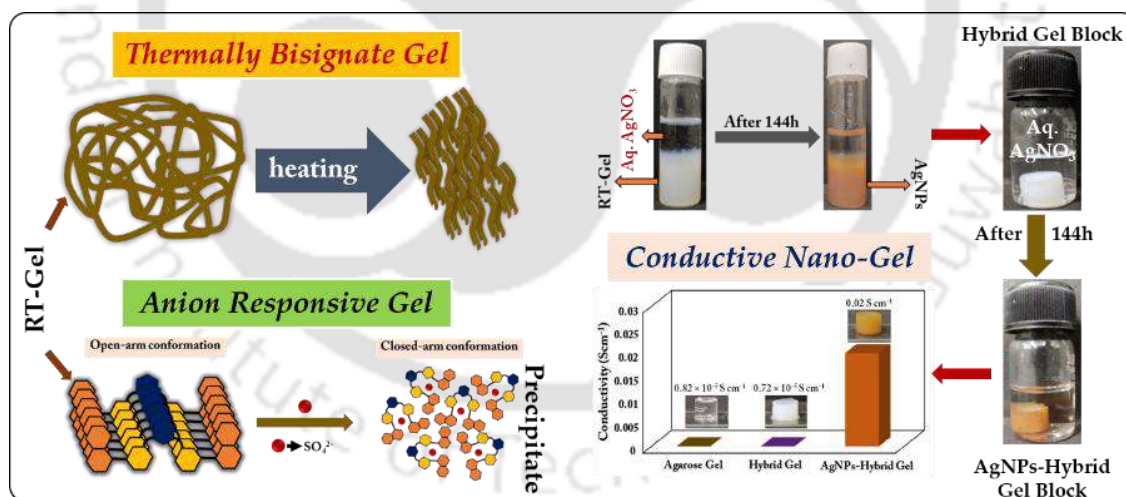 Thermally Bisignate Gel
heating
RT-Gel
Anion Responsive Gel
Open-arm conformation
Closed-arm conformation
SO₄²⁻
Precipitate
Aq. AgNO₃
RT-Gel
After 144h
AgNPs
Hybrid Gel Block
Aq.
AgNO₃
After 144h
AgNPs-Hybrid
Gel Block
Conductive Nano-Gel
Conductivity (Scm⁻¹)
0.03
0.025
0.02
0.015
0.01
0.005
0
0.82 × 10⁻⁵ S cm⁻¹
0.72 × 10⁻⁵ S cm⁻¹
0.02 S cm⁻¹
Agarose Gel
Hybrid Gel
AgNPs-Hybrid Gel